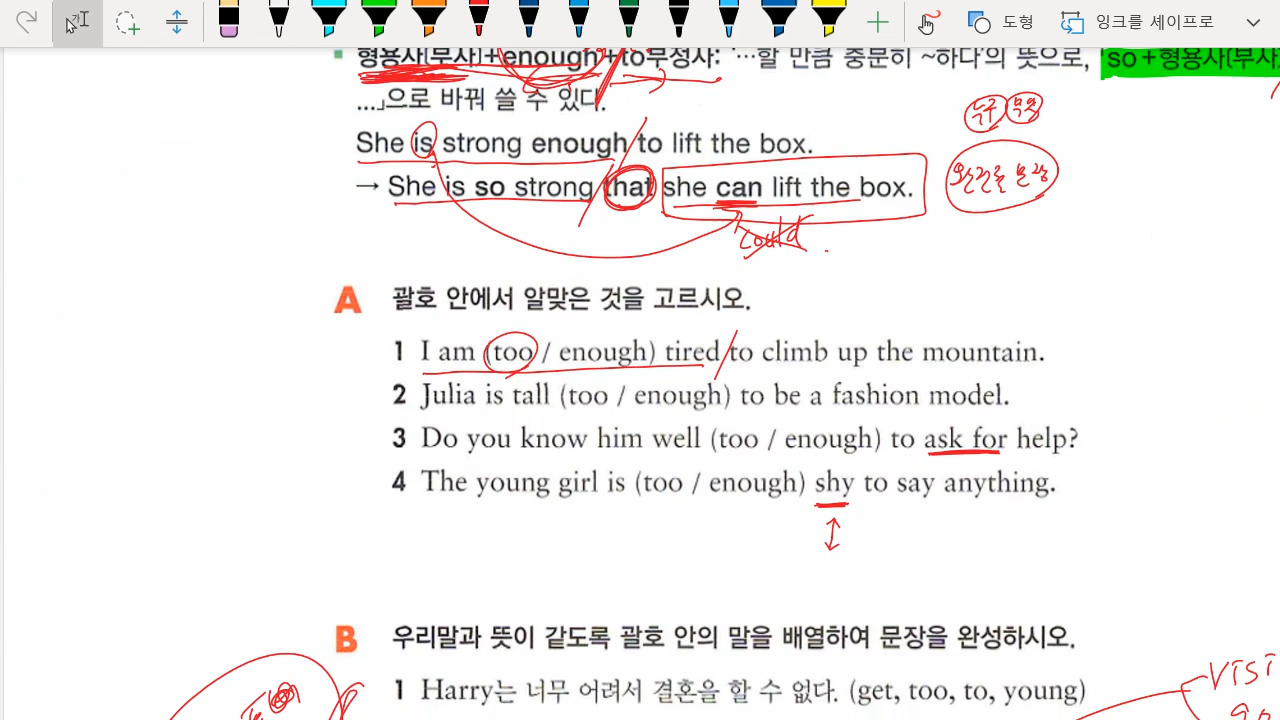 도형
잉크를 셰이프로
형용사[부사]+enough+to부정사: '…할 만큼 충분히 ~하다'의 뜻으로, so+형용사[부사
…」으로 바꿔 쓸 수 있다.
누구 무엇
She is strong enough to lift the box.
→ She is so strong that she can lift the box.
완전한 문장
could
A 괄호 안에서 알맞은 것을 고르시오.
1 I am (too / enough) tired to climb up the mountain.
2 Julia is tall (too / enough) to be a fashion model.
3 Do you know him well (too / enough) to ask for help?
4 The young girl is (too / enough) shy to say anything.
B 우리말과 뜻이 같도록 괄호 안의 말을 배열하여 문장을 완성하시오.
1 Harry는 너무 어려서 결혼을 할 수 없다. (get, too, to, young)